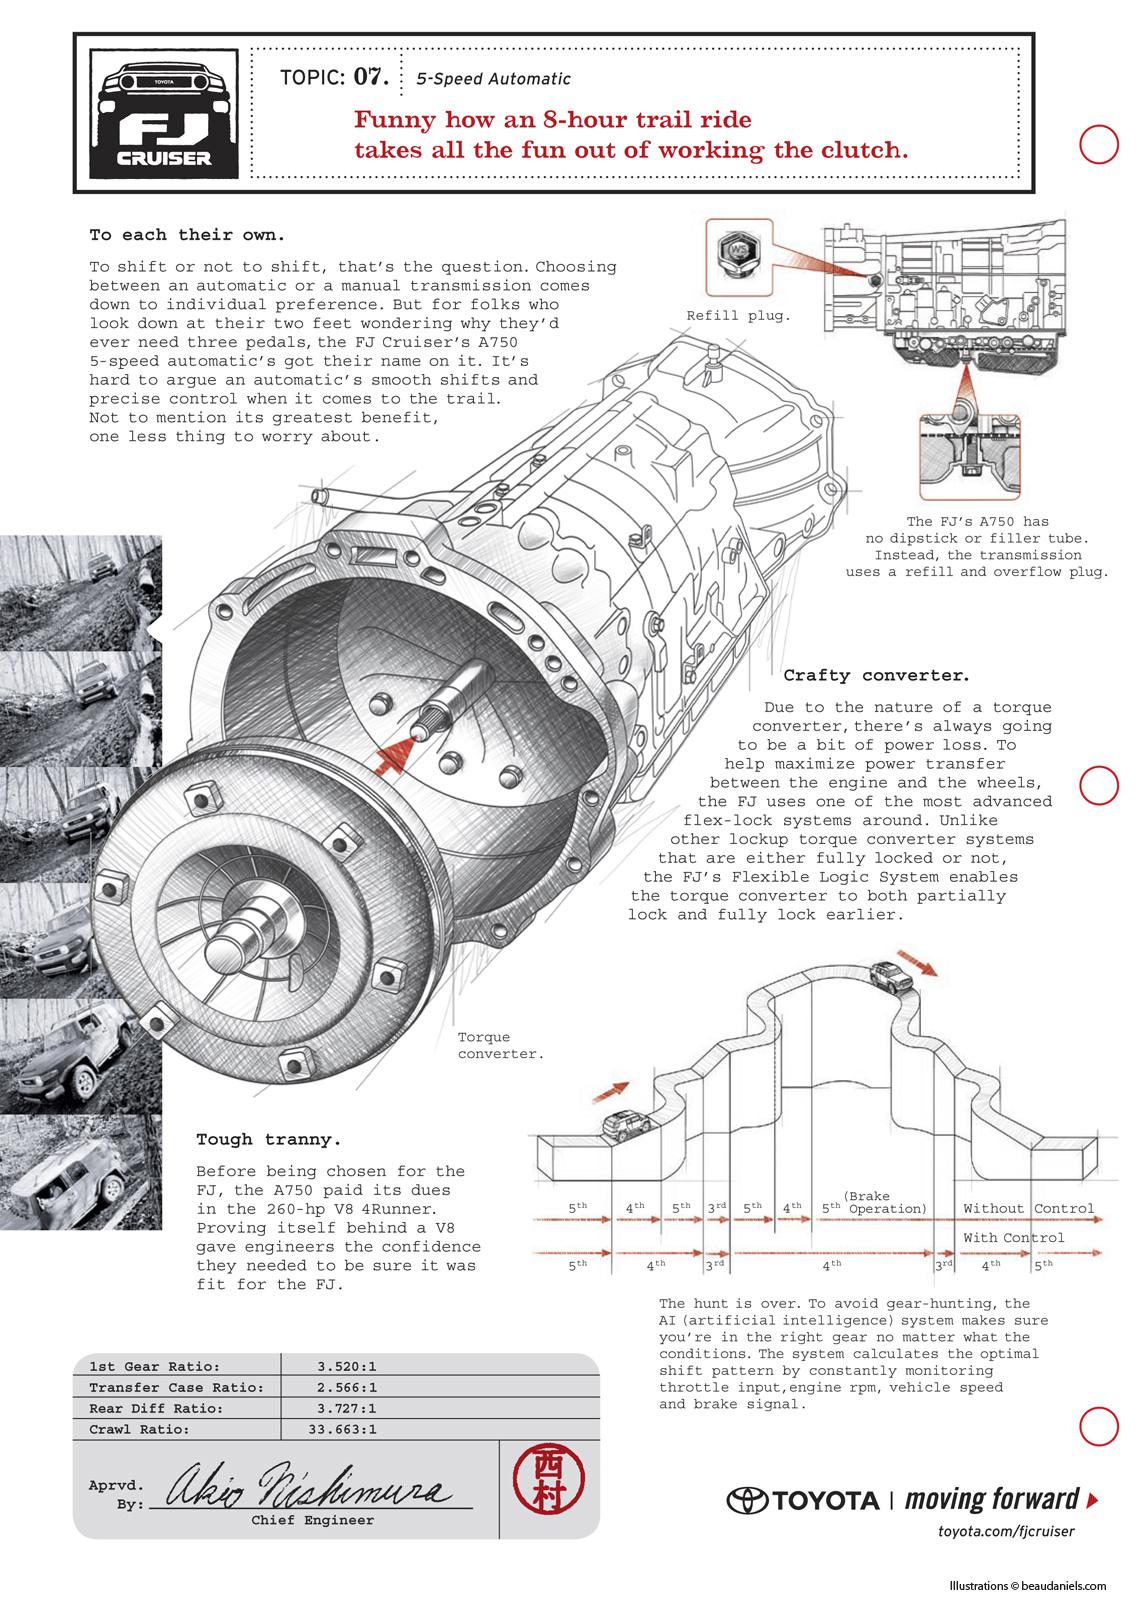 TOYOTA
FJ
CRUISER
TOPIC: 07. 5-Speed Automatic
Funny how an 8-hour trail ride
takes all the fun out of working the clutch.
To each their own.
To shift or not to shift, that's the question. Choosing
between an automatic or a manual transmission comes
down to individual preference. But for folks who
look down at their two feet wondering why they'd
ever need three pedals, the FJ Cruiser's A750
5-speed automatic's got their name on it. It's
hard to argue an automatic's smooth shifts and
precise control when it comes to the trail.
Not to mention its greatest benefit,
one less thing to worry about.
WS
Refill plug.
The FJ's A750 has
no dipstick or filler tube.
Instead, the transmission
uses a refill and overflow plug.
Crafty converter.
Due to the nature of a torque
converter, there's always going
to be a bit of power loss. To
help maximize power transfer
between the engine and the wheels,
the FJ uses one of the most advanced
flex-lock systems around. Unlike
other lockup torque converter systems
that are either fully locked or not,
the FJ's Flexible Logic System enables
the torque converter to both partially
lock and fully lock earlier.
Torque
converter.
Tough tranny.
Before being chosen for the
FJ, the A750 paid its dues
in the 260-hp V8 4Runner.
Proving itself behind a V8
gave engineers the confidence
they needed to be sure it was
fit for the FJ.
5th 4th 5th 3rd 5th 4th 5th (Brake Operation) Without Control
With Control
5th 4th 3rd 4th 3rd 4th 5th
The hunt is over. To avoid gear-hunting, the
AI (artificial intelligence) system makes sure
you're in the right gear no matter what the
conditions. The system calculates the optimal
shift pattern by constantly monitoring
throttle input, engine rpm, vehicle speed
and brake signal.
1st Gear Ratio: 3.520:1
Transfer Case Ratio: 2.566:1
Rear Diff Ratio: 3.727:1
Crawl Ratio: 33.663:1
Aprvd.
By: Akio Nishimura
Chief Engineer
西
村
TOYOTA | moving forward
toyota.com/fjcruiser
Illustrations © beaudaniels.com